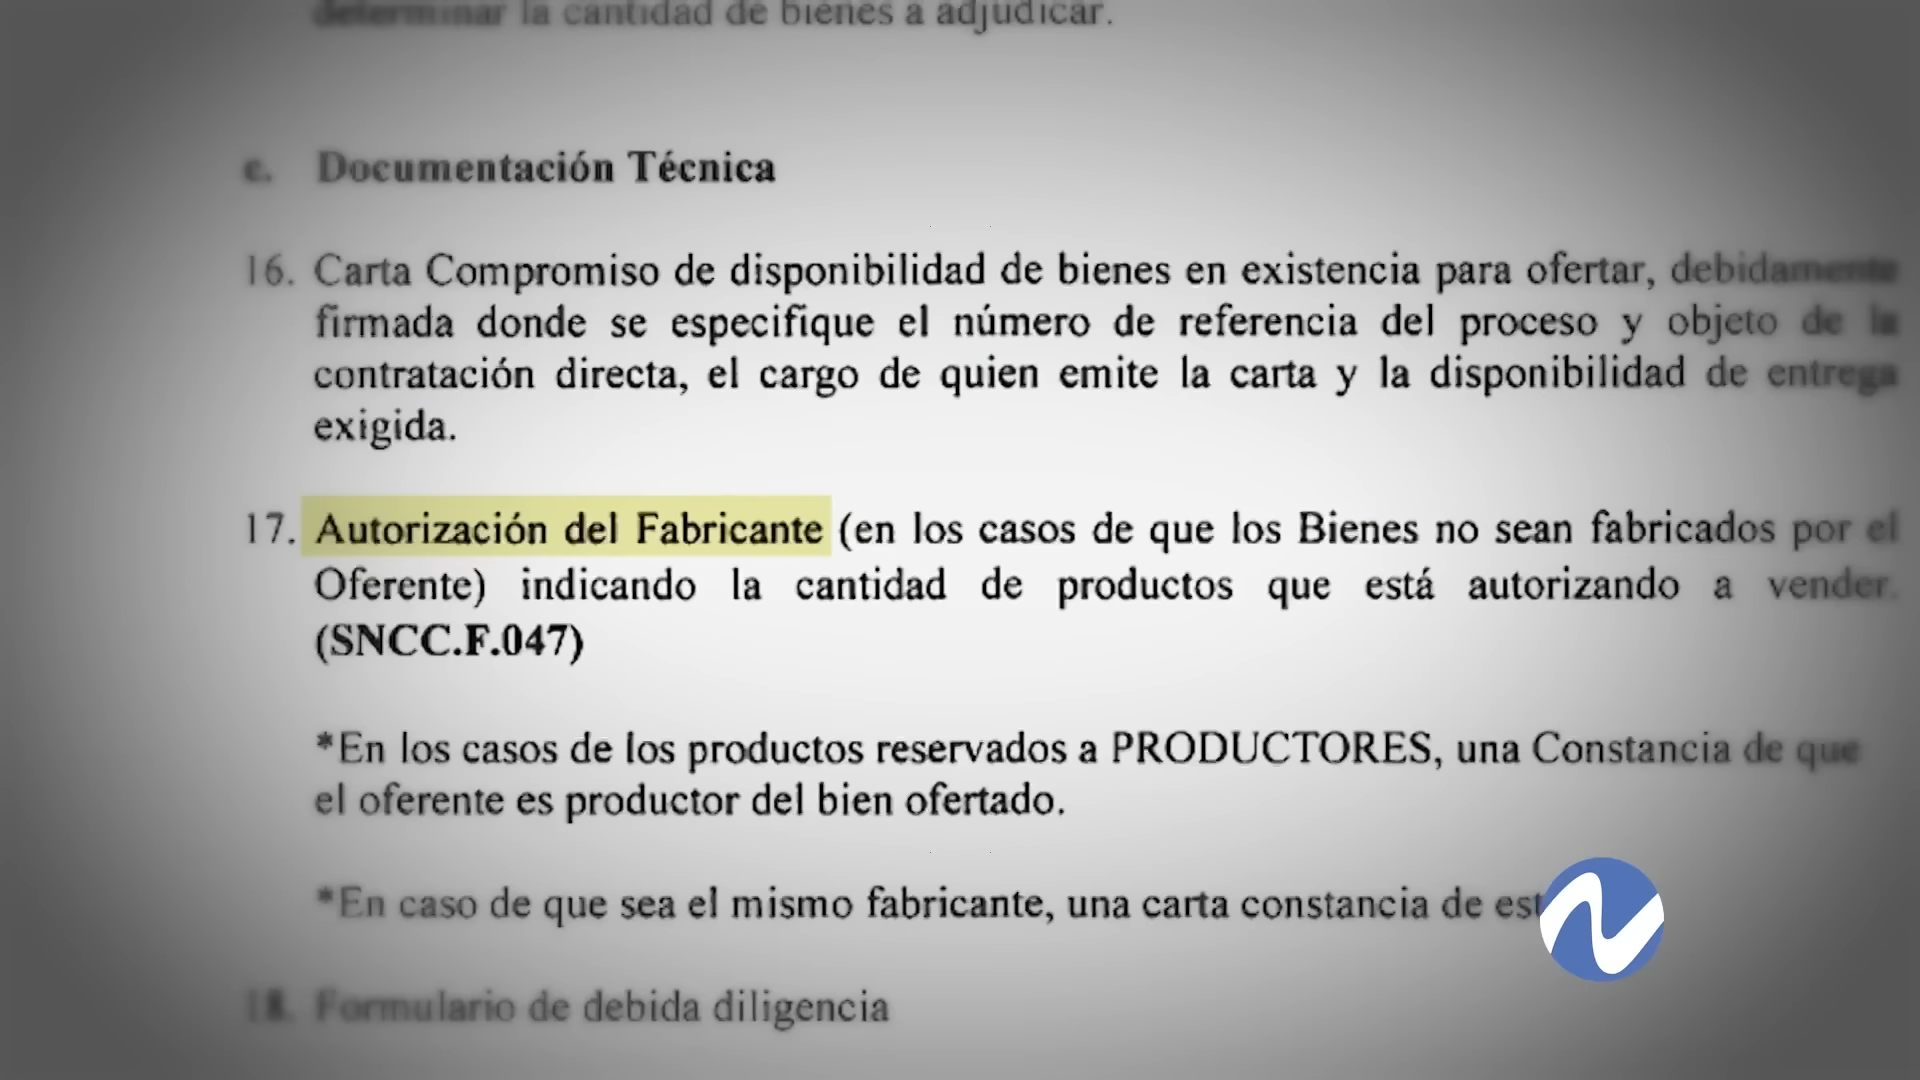 determinar la cantidad de bienes a adjudicar.
e. Documentación Técnica
16. Carta Compromiso de disponibilidad de bienes en existencia para ofertar, debidamente
firmada donde se especifique el número de referencia del proceso y objeto de la
contratación directa, el cargo de quien emite la carta y la disponibilidad de entrega
exigida.
17. Autorización del Fabricante (en los casos de que los Bienes no sean fabricados por el
Oferente) indicando la cantidad de productos que está autorizando a vender.
(SNCC.F.047)
*En los casos de los productos reservados a PRODUCTORES, una Constancia de que
el oferente es productor del bien ofertado.
*En caso de que sea el mismo fabricante, una carta constancia de
18. Formulario de debida diligencia